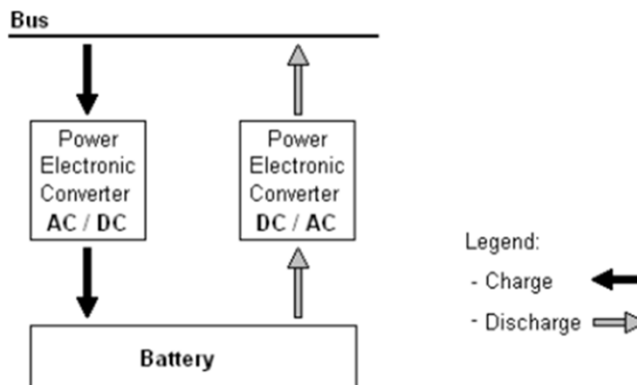 Bus
Power
Electronic
Converter
AC / DC
Power
Electronic
Converter
DC / AC
Legend:
- Charge
- Discharge
Battery